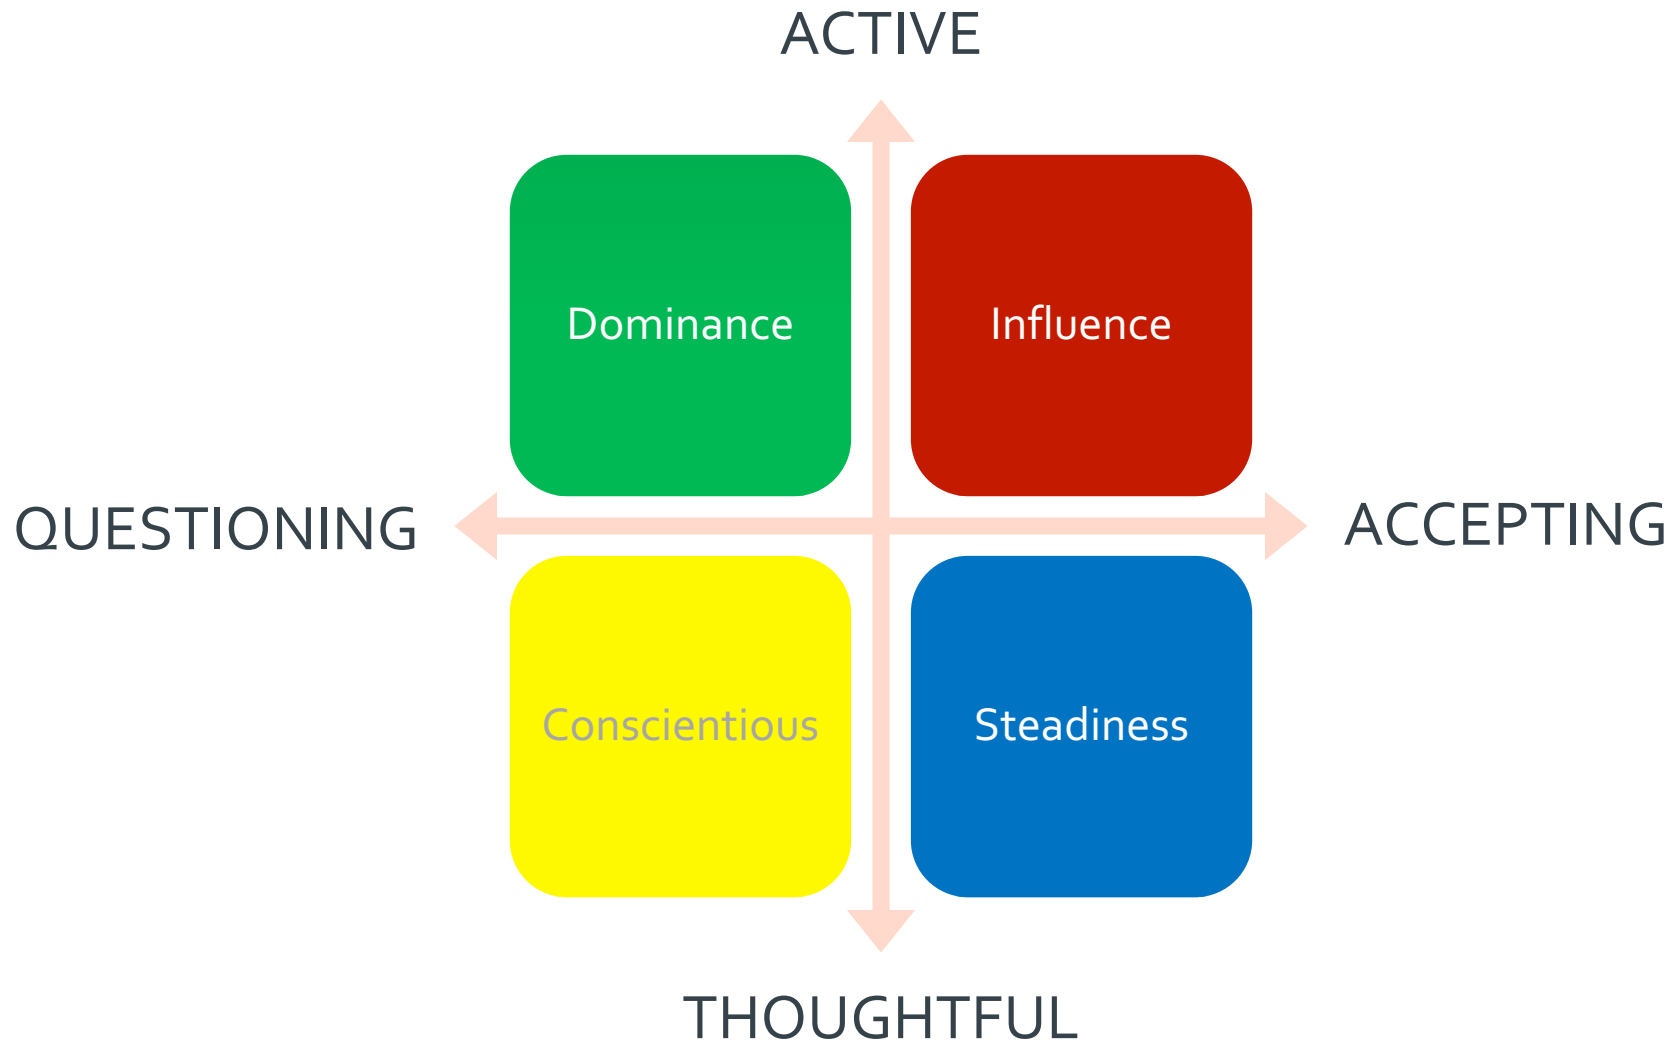 ACTIVE
Dominance
Influence
QUESTIONING
ACCEPTING
Conscientious
Steadiness
THOUGHTFUL